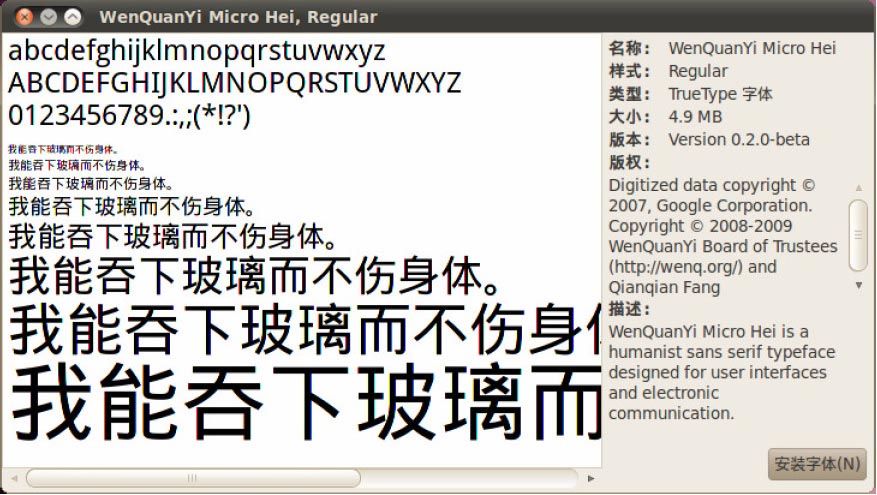 WenQuanYi Micro Hei, Regular
abcdefghijklmnopqrstuvwxyz
ABCDEFGHIJKLMNOPQRSTUVWXYZ
0123456789.:,;(*!?')
我能吞下玻璃而不伤身体。
我能吞下玻璃而不伤身体。
我能吞下玻璃而不伤身体。
我能吞下玻璃而不伤身体。
我能吞下玻璃而不伤身体。
我能吞下玻璃而不伤身体。
我能吞下玻璃而不伤身体
我能吞下玻璃而
名称： WenQuanYi Micro Hei
样式： Regular
类型： TrueType 字体
大小： 4.9 MB
版本： Version 0.2.0-beta
版权：
Digitized data copyright ©
2007, Google Corporation.
Copyright © 2008-2009
WenQuanYi Board of Trustees
(http://wenq.org/) and
Qianqian Fang
描述：
WenQuanYi Micro Hei is a
humanist sans serif typeface
designed for user interfaces
and electronic
communication.
安装字体(N)